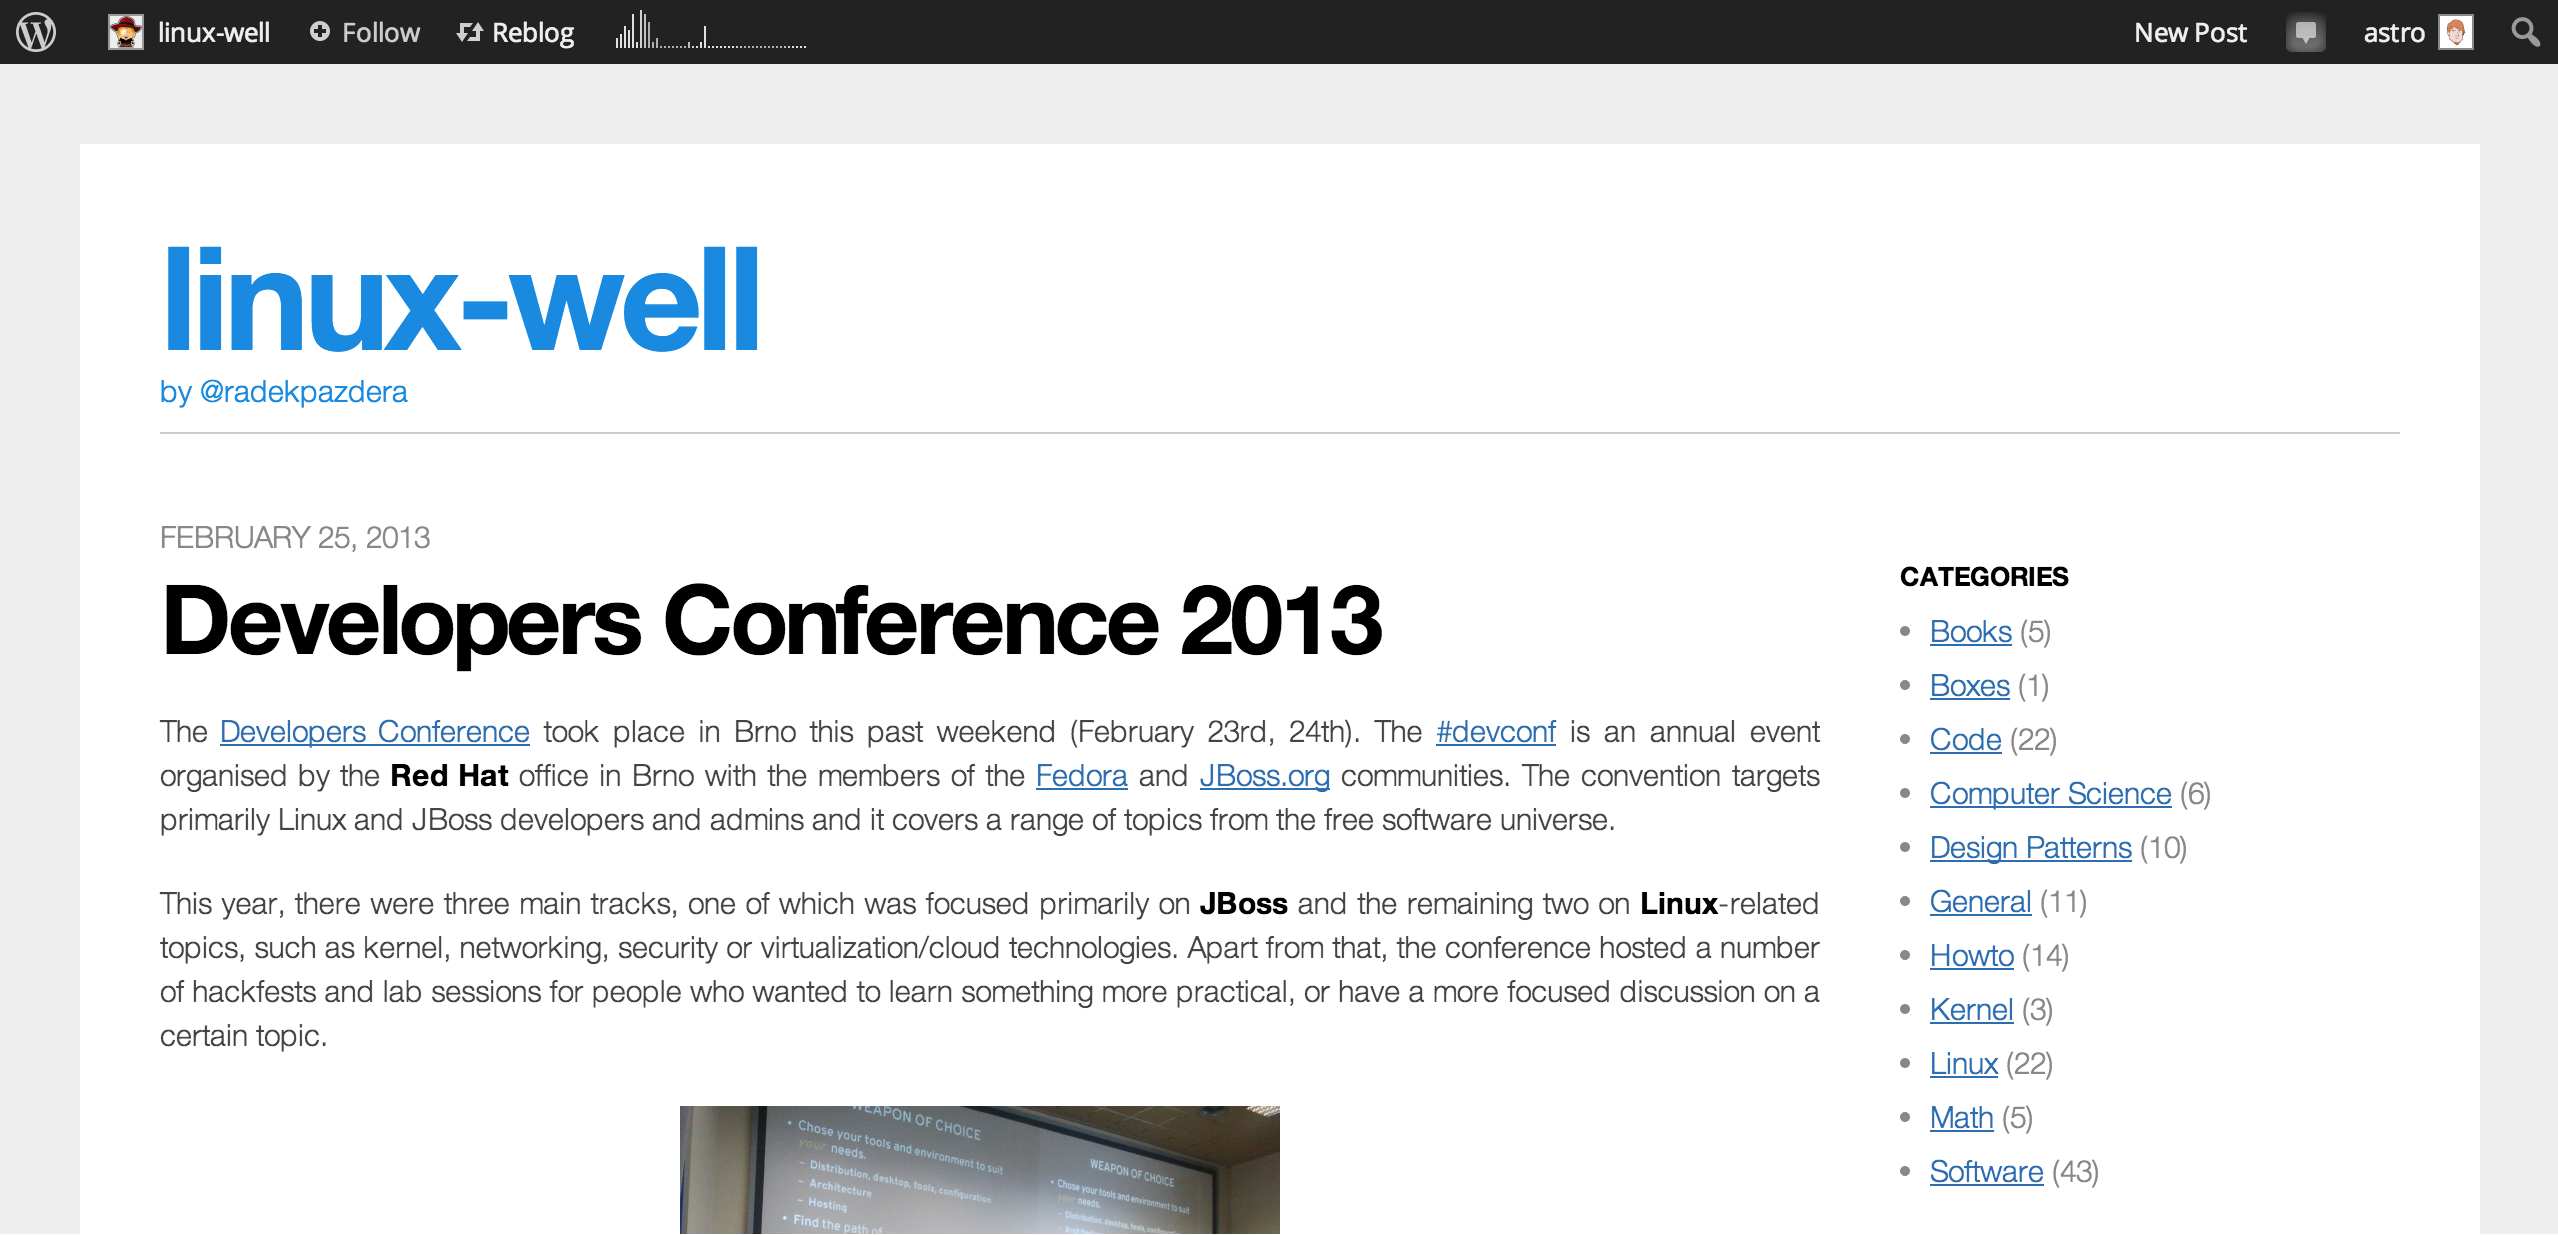 linux-well Follow Reblog New Post astro
linux-well
by @radekpazdera
FEBRUARY 25, 2013
Developers Conference 2013
The Developers Conference took place in Brno this past weekend (February 23rd, 24th). The #devconf is an annual event
organised by the Red Hat office in Brno with the members of the Fedora and JBoss.org communities. The convention targets
primarily Linux and JBoss developers and admins and it covers a range of topics from the free software universe.
This year, there were three main tracks, one of which was focused primarily on JBoss and the remaining two on Linux-related
topics, such as kernel, networking, security or virtualization/cloud technologies. Apart from that, the conference hosted a number
of hackfests and lab sessions for people who wanted to learn something more practical, or have a more focused discussion on a
certain topic.
WEAPON OF CHOICE
• Chose your tools and environment to suit
your needs.
– Distribution, desktop, tools, configuration
– Architecture
– Hosting
• Find the path of
WEAPON OF CHOICE
• Chose your tools and environment to suit
your needs.
– Distribution, desktop, tools,
CATEGORIES
• Books (5)
• Boxes (1)
• Code (22)
• Computer Science (6)
• Design Patterns (10)
• General (11)
• Howto (14)
• Kernel (3)
• Linux (22)
• Math (5)
• Software (43)